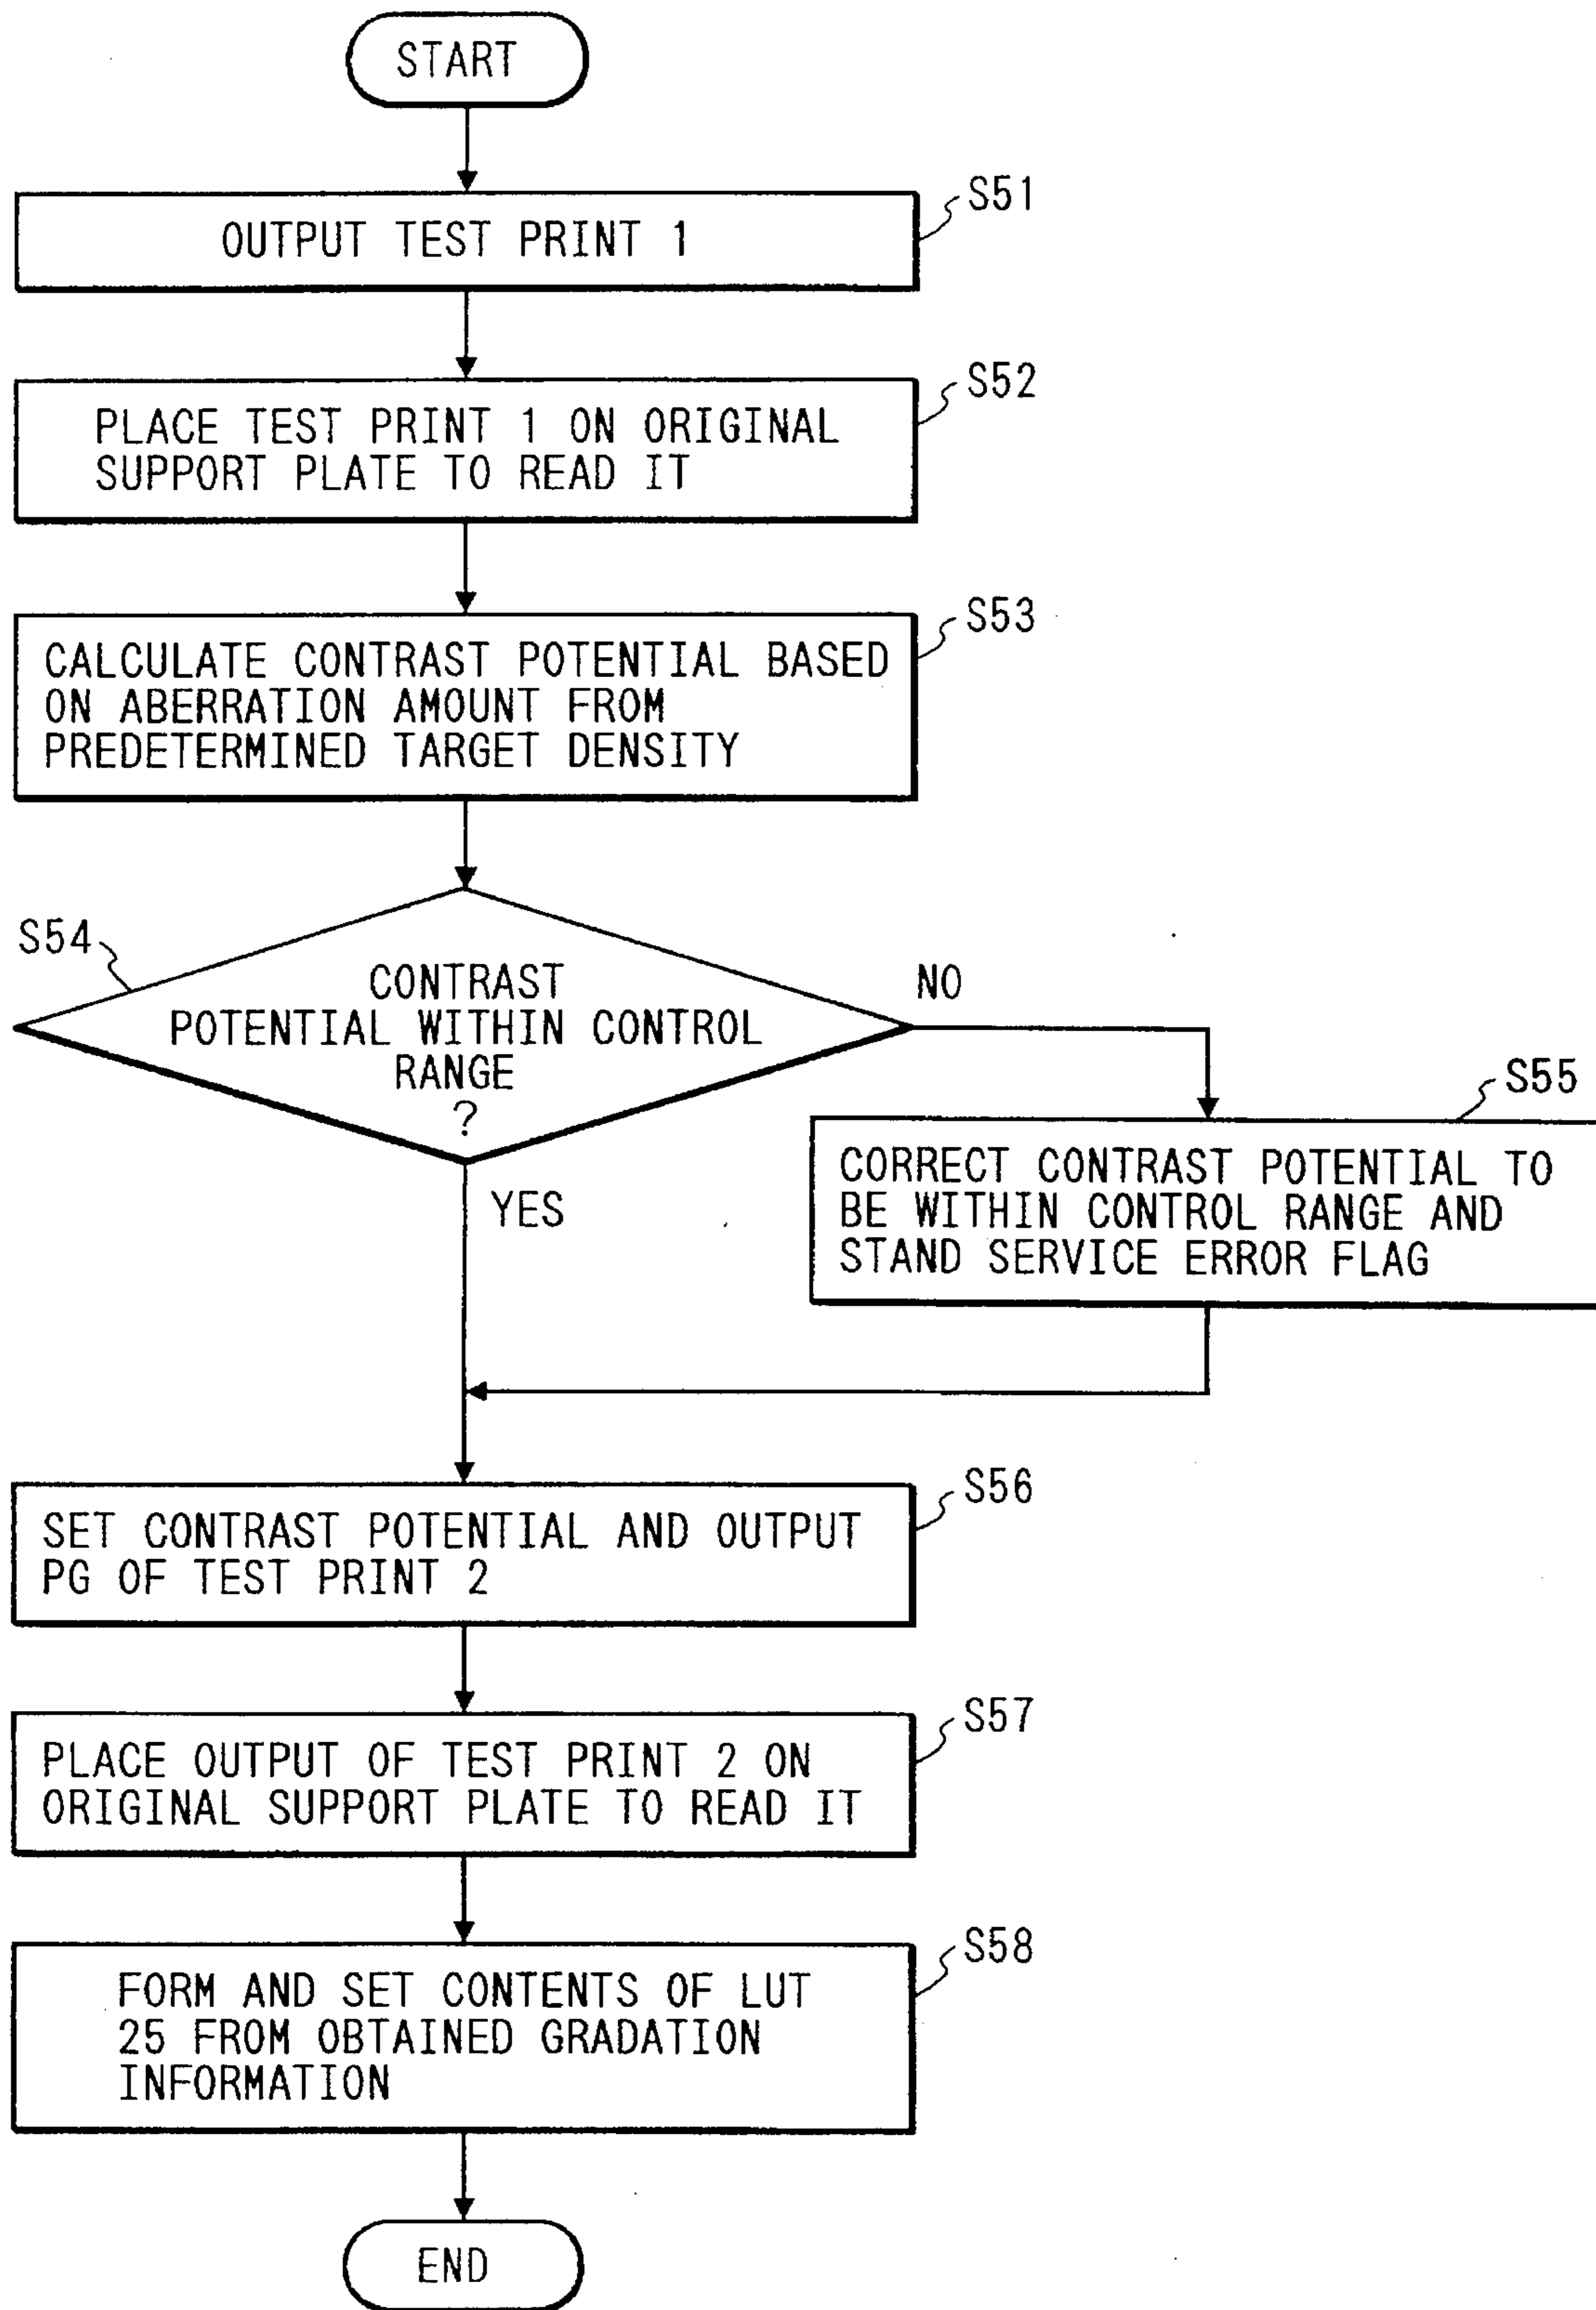 START
S51
OUTPUT TEST PRINT 1
S52
PLACE TEST PRINT 1 ON ORIGINAL
SUPPORT PLATE TO READ IT
S53
CALCULATE CONTRAST POTENTIAL BASED
ON ABERRATION AMOUNT FROM
PREDETERMINED TARGET DENSITY
S54
CONTRAST
POTENTIAL WITHIN CONTROL
RANGE
?
NO
YES
S55
CORRECT CONTRAST POTENTIAL TO
BE WITHIN CONTROL RANGE AND
STAND SERVICE ERROR FLAG
S56
SET CONTRAST POTENTIAL AND OUTPUT
PG OF TEST PRINT 2
S57
PLACE OUTPUT OF TEST PRINT 2 ON
ORIGINAL SUPPORT PLATE TO READ IT
S58
FORM AND SET CONTENTS OF LUT
25 FROM OBTAINED GRADATION
INFORMATION
END